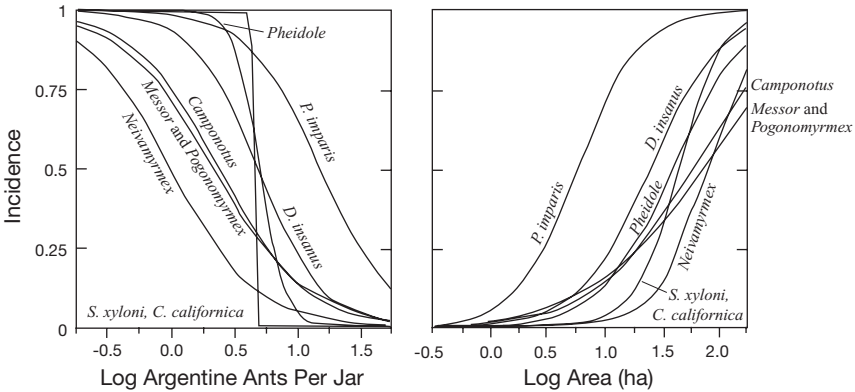 Incidence
1
0.75
0.5
0.25
0
Pheidole
P. imparis
Camponotus
Messor and Pogonomyrmex
Neivamyrmex
D. insanus
S. xyloni, C. californica
-0.5 0.0 0.5 1.0 1.5
Log Argentine Ants Per Jar
P. imparis
D. insanus
Pheidole
Neivamyrmex
Camponotus
Messor and
Pogonomyrmex
S. xyloni,
C. californica
-0.5 0.0 0.5 1.0 1.5 2.0
Log Area (ha)